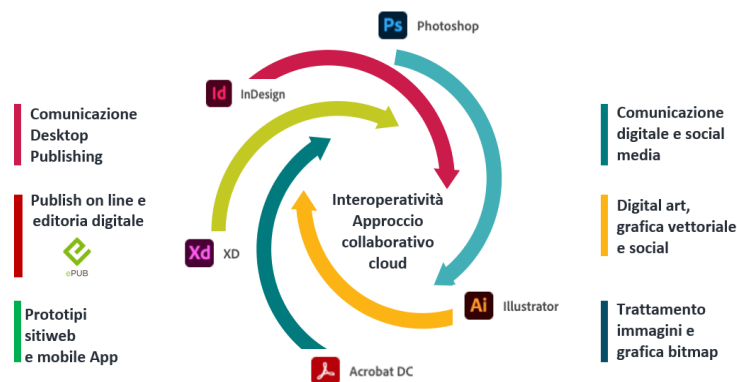 Ps Photoshop
Id InDesign
Comunicazione
Desktop
Publishing
Publish on line e
editoria digitale
ePUB
Prototipi
sitiweb
e mobile App
Xd XD
Interoperatività
Approccio
collaborativo
cloud
Ai Illustrator
Acrobat DC
Comunicazione
digitale e social
media
Digital art,
grafica vettoriale
e social
Trattamento
immagini e
grafica bitmap